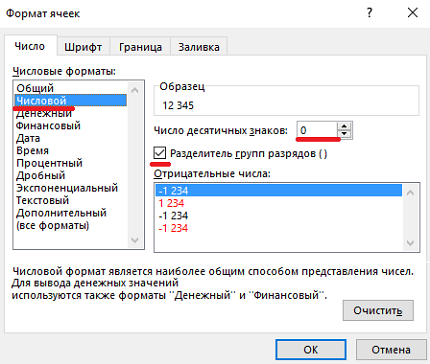 Формат ячеек
Число
Шрифт
Граница
Заливка
Числовые форматы:
Общий
Числовой
Денежный
Финансовый
Дата
Время
Процентный
Дробный
Экспоненциальный
Текстовый
Дополнительный
(все форматы)
Образец
12 345
Число десятичных знаков: 0
Разделитель групп разрядов ( )
Отрицательные числа:
-1 234
1 234
-1 234
-1 234
Числовой формат является наиболее общим способом представления чисел.
Для вывода денежных значений
используются также форматы "Денежный" и "Финансовый".
Очистить
ОК
Отмена